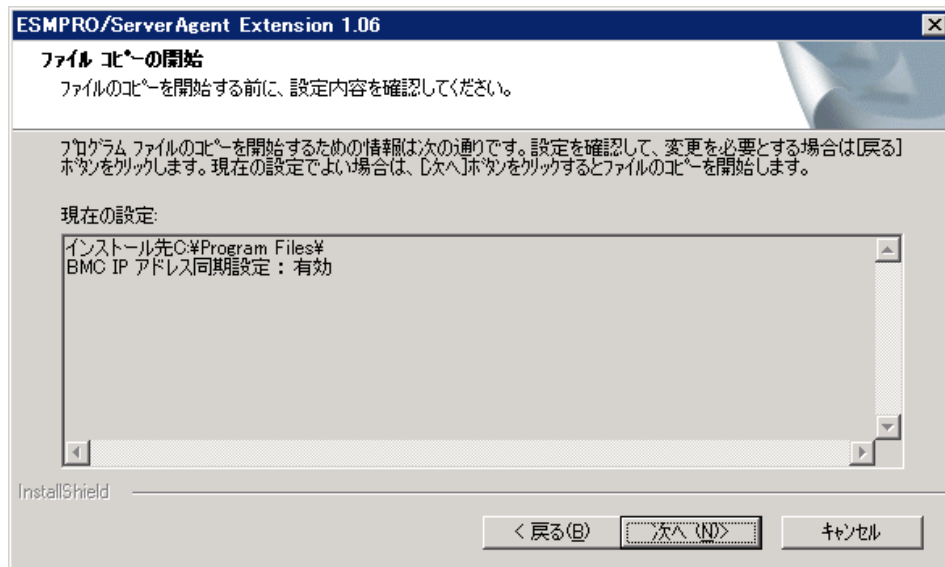 ESMPRO/ServerAgent Extension 1.06
ファイル コピーの開始
ファイルのコピーを開始する前に、設定内容を確認してください。
プログラム ファイルのコピーを開始するための情報は次の通りです。設定を確認して、変更を必要とする場合は[戻る]
ボタンをクリックします。現在の設定でよい場合は、[次へ]ボタンをクリックするとファイルのコピーを開始します。
現在の設定:
インストール先C:¥Program Files¥
BMC IP アドレス同期設定 : 有効
InstallShield
< 戻る(B)
次へ (N)>
キャンセル